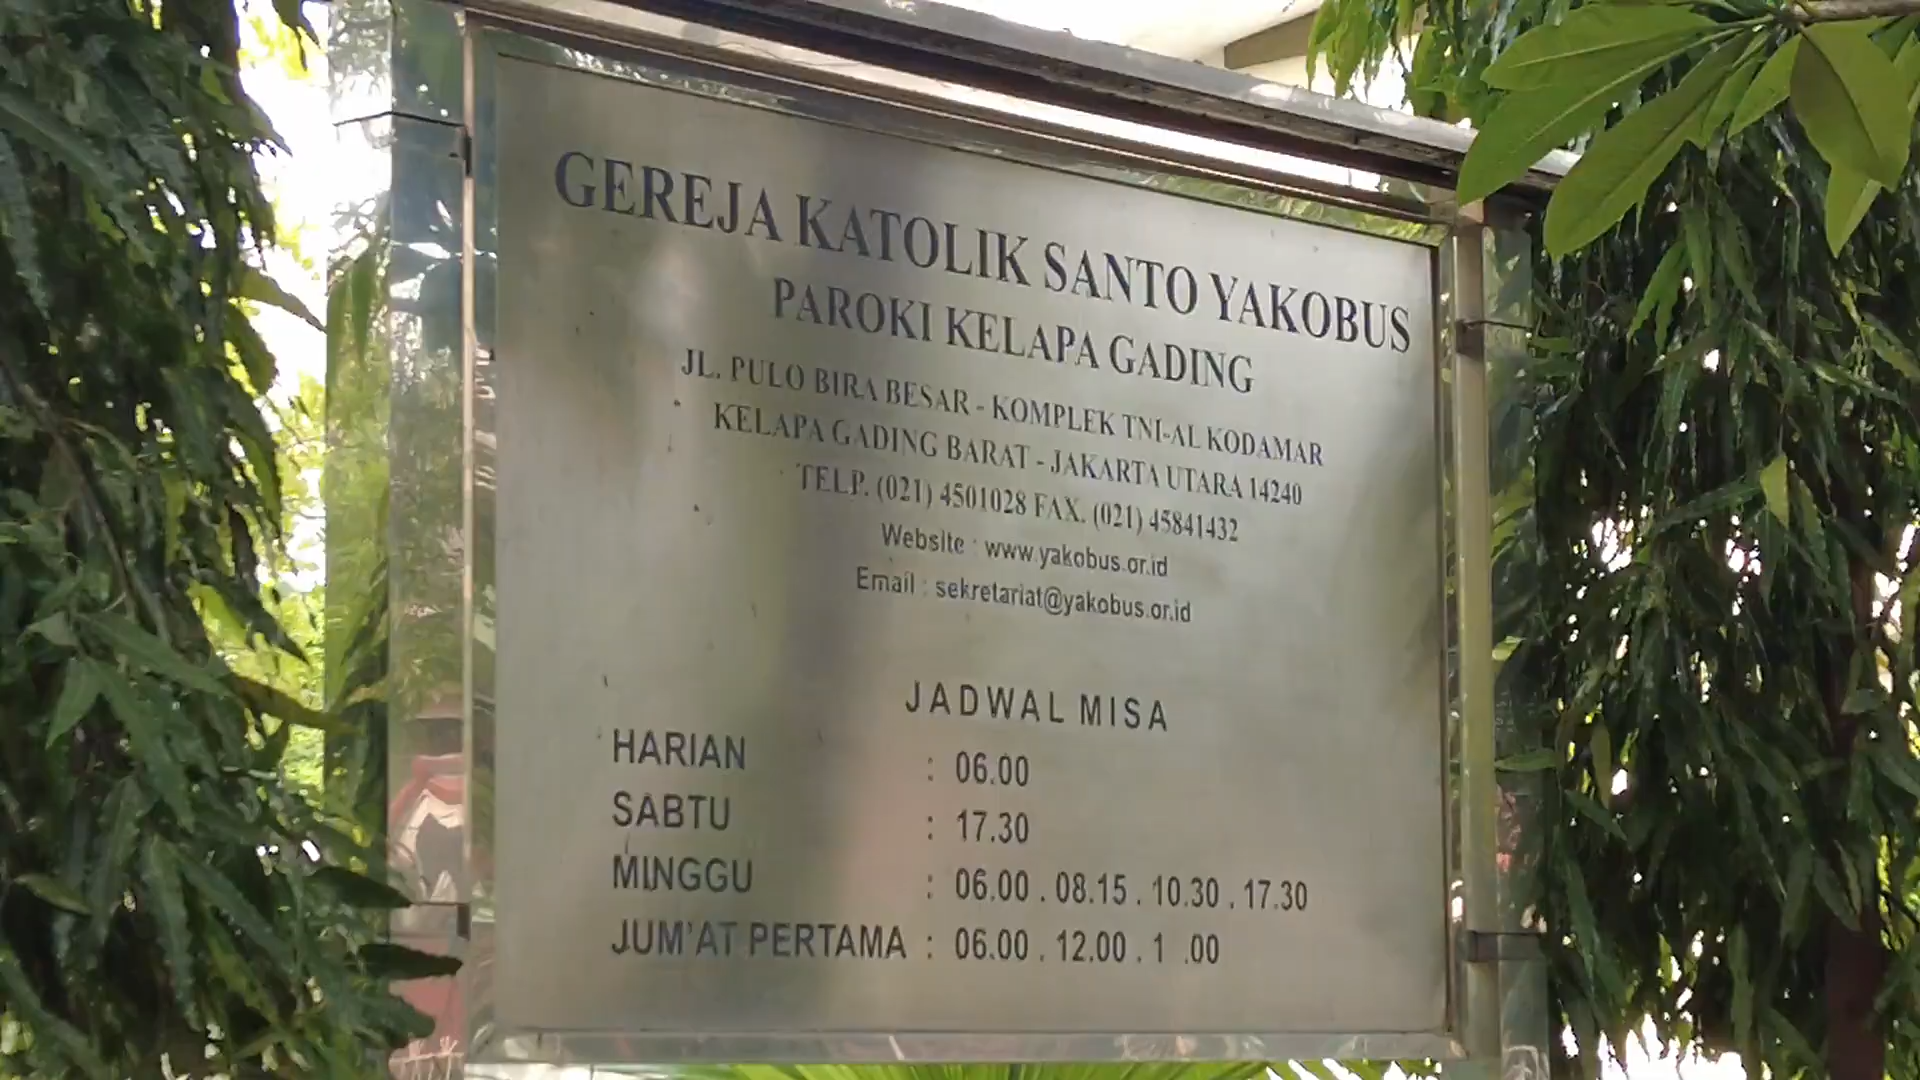 GEREJA KATOLIK SANTO YAKOBUS
PAROKI KELAPA GADING
JL. PULO BIRA BESAR - KOMPLEK TNI-AL KODAMAR
KELAPA GADING BARAT - JAKARTA UTARA 14240
TELP. (021) 4501028 FAX. (021) 45841432
Website : www.yakobus.or.id
Email : sekretariat@yakobus.or.id
JADWAL MISA
HARIAN : 06.00
SABTU : 17.30
MINGGU : 06.00 . 08.15 . 10.30 . 17.30
JUM'AT PERTAMA : 06.00 . 12.00 . 1 .00